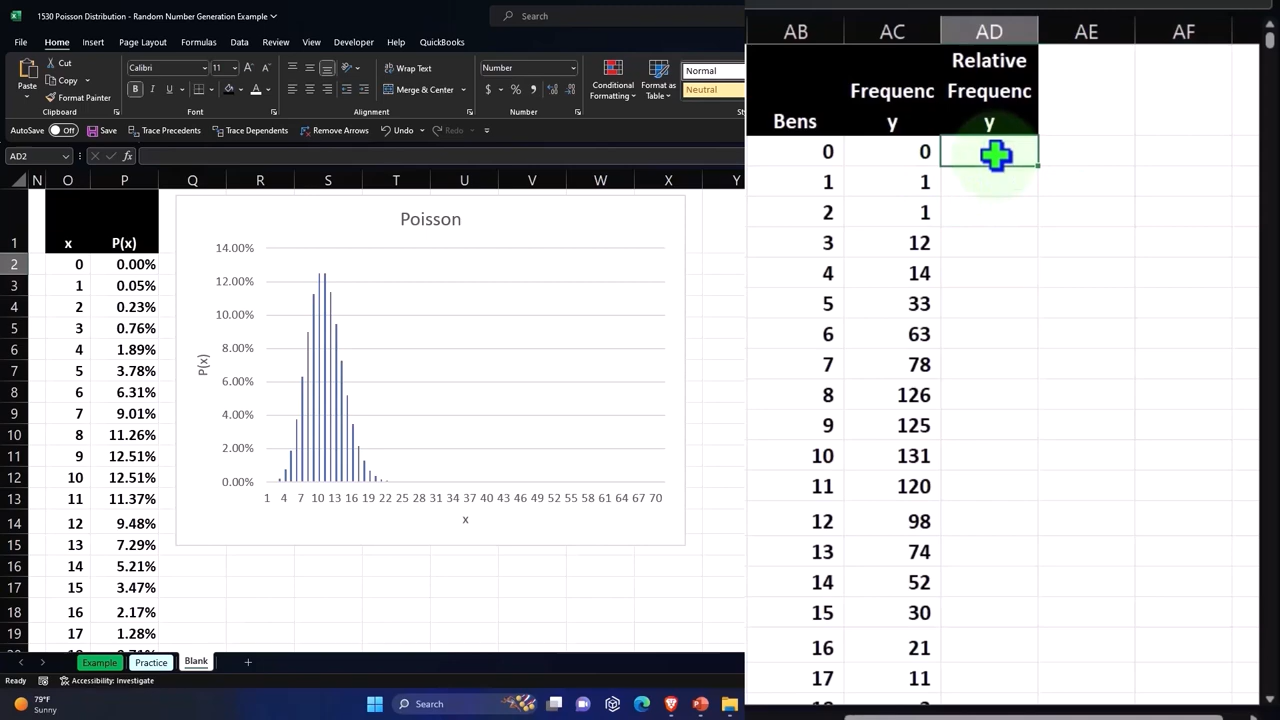 1530 Poisson Distribution - Random Number Generation Example
Search
File Home Insert Page Layout Formulas Data Review View Developer Help QuickBooks
Cut
Copy
Format Painter
Calibri 11
B I U
Wrap Text
Merge & Center
Number
$ % 9
Conditional Formatting
Format as Table
Normal
Neutral
AutoSave Off Save Trace Precedents Trace Dependents Remove Arrows Undo Redo Freeze Panes
AD2 fx
N O P Q R S T U V W X Y
1 x P(x)
2 0 0.00%
3 1 0.05%
4 2 0.23%
5 3 0.76%
6 4 1.89%
7 5 3.78%
8 6 6.31%
9 7 9.01%
10 8 11.26%
11 9 12.51%
12 10 12.51%
13 11 11.37%
14 12 9.48%
15 13 7.29%
16 14 5.21%
17 15 3.47%
18 16 2.17%
19 17 1.28%
Poisson
14.00%
12.00%
10.00%
8.00%
6.00%
4.00%
2.00%
0.00%
P(x)
1 4 7 10 13 16 19 22 25 28 31 34 37 40 43 46 49 52 55 58 61 64 67 70
x
Example Practice Blank +
Ready Accessibility: Investigate
79°F
Sunny
Search
AB AC AD AE AF
Relative
Frequenc Frequenc
Bens y y
0 0
1 1
2 1
3 12
4 14
5 33
6 63
7 78
8 126
9 125
10 131
11 120
12 98
13 74
14 52
15 30
16 21
17 11